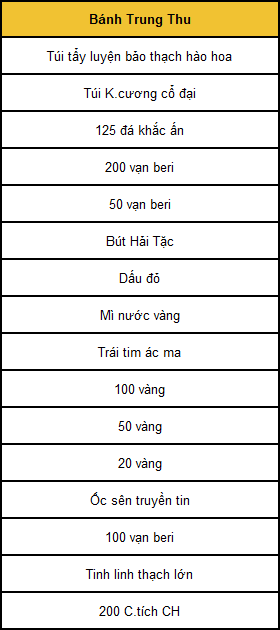 Bánh Trung Thu
Túi tẩy luyện bảo thạch hào hoa
Túi K.cương cổ đại
125 đá khắc ấn
200 vạn beri
50 vạn beri
Bút Hải Tặc
Dấu đỏ
Mì nước vàng
Trái tim ác ma
100 vàng
50 vàng
20 vàng
Ốc sên truyền tin
100 vạn beri
Tinh linh thạch lớn
200 C.tích CH